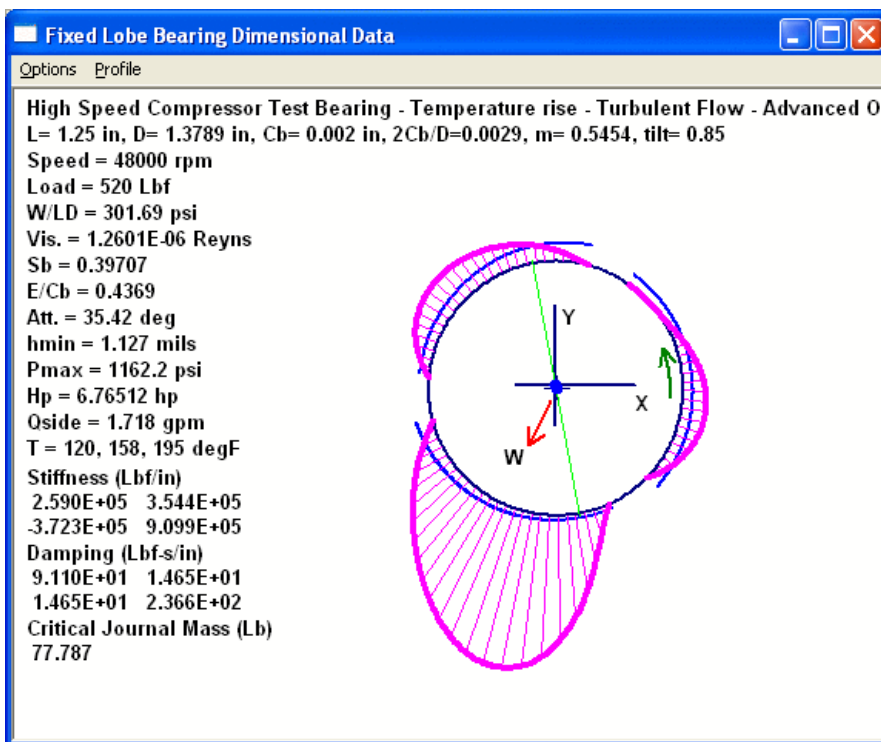 Fixed Lobe Bearing Dimensional Data
Options Profile
High Speed Compressor Test Bearing - Temperature rise - Turbulent Flow - Advanced O
L= 1.25 in, D= 1.3789 in, Cb= 0.002 in, 2Cb/D=0.0029, m= 0.5454, tilt= 0.85
Speed = 48000 rpm
Load = 520 Lbf
W/LD = 301.69 psi
Vis. = 1.2601E-06 Reyns
Sb = 0.39707
E/Cb = 0.4369
Att. = 35.42 deg
hmin = 1.127 mils
Pmax = 1162.2 psi
Hp = 6.76512 hp
Qside = 1.718 gpm
T = 120, 158, 195 degF
Stiffness (Lbf/in)
2.590E+05 3.544E+05
-3.723E+05 9.099E+05
Damping (Lbf-s/in)
9.110E+01 1.465E+01
1.465E+01 2.366E+02
Critical Journal Mass (Lb)
77.787
Y
X
W